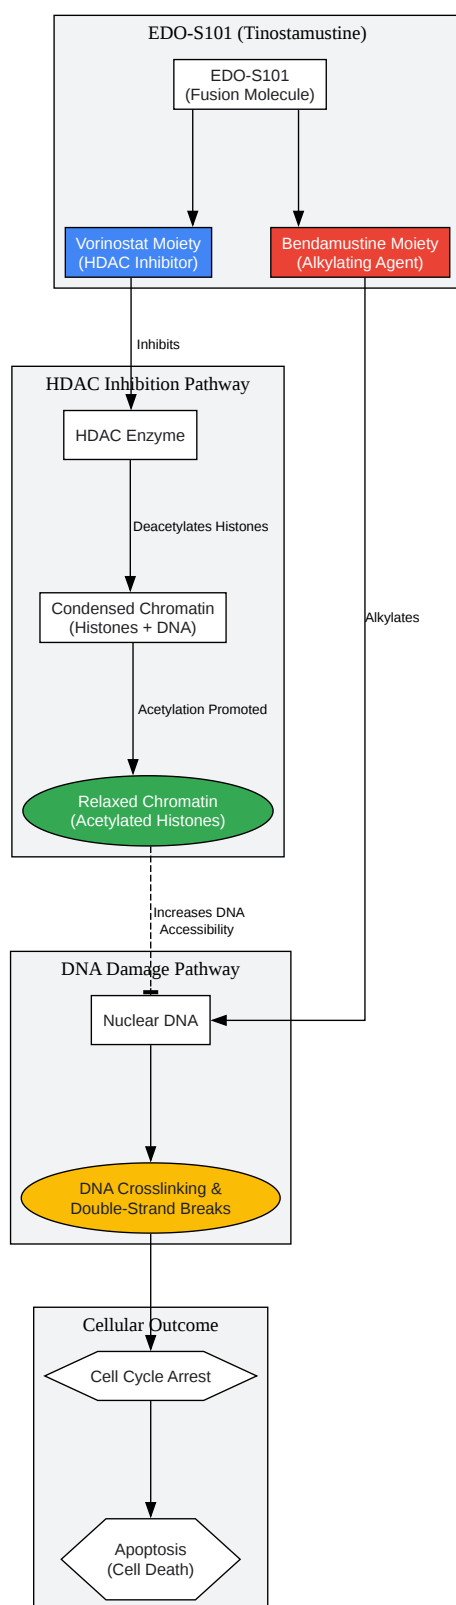 EDO-S101 (Tinostamustine)
EDO-S101
(Fusion Molecule)
Vorinostat Moiety
(HDAC Inhibitor)
Bendamustine Moiety
(Alkylating Agent)
Inhibits
HDAC Inhibition Pathway
HDAC Enzyme
Deacetylates Histones
Condensed Chromatin
(Histones + DNA)
Alkylates
Acetylation Promoted
Relaxed Chromatin
(Acetylated Histones)
Increases DNA
Accessibility
DNA Damage Pathway
Nuclear DNA
DNA Crosslinking &
Double-Strand Breaks
Cellular Outcome
Cell Cycle Arrest
Apoptosis
(Cell Death)